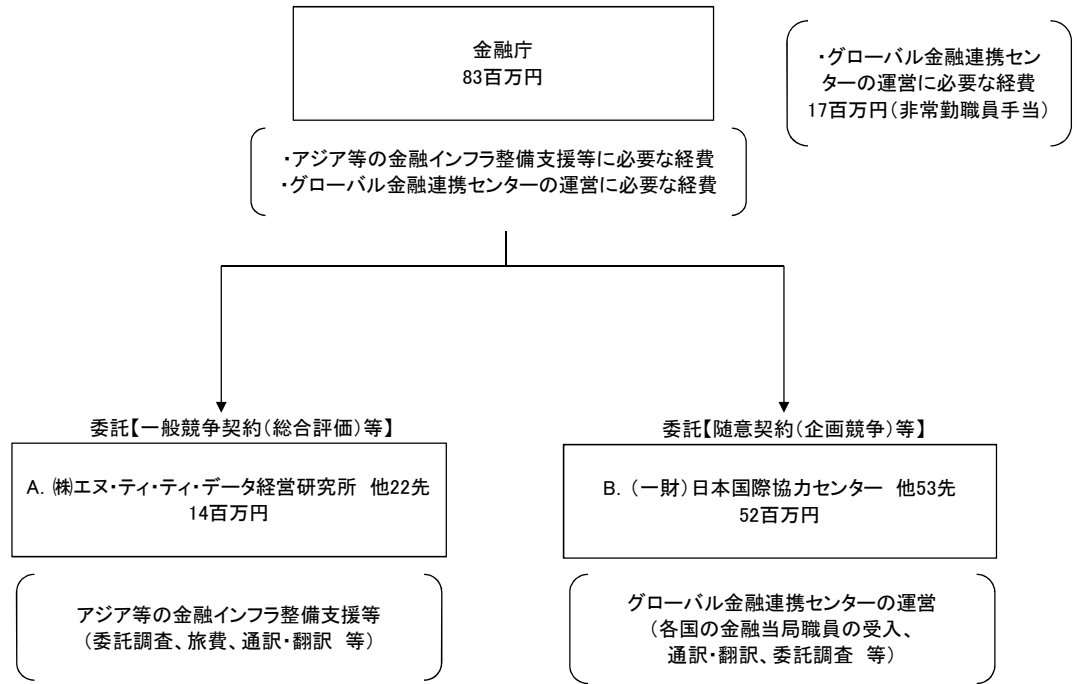 金融庁
83百万円
・グローバル金融連携セン
ターの運営に必要な経費
17百万円(非常勤職員手当)
・アジア等の金融インフラ整備支援等に必要な経費
・グローバル金融連携センターの運営に必要な経費
委託【一般競争契約(総合評価)等】
A. ㈱エヌ・ティ・ティ・データ経営研究所 他22先
14百万円
アジア等の金融インフラ整備支援等
(委託調査、旅費、通訳・翻訳 等)
委託【随意契約(企画競争)等】
B. (一財)日本国際協力センター 他53先
52百万円
グローバル金融連携センターの運営
(各国の金融当局職員の受入、
通訳・翻訳、委託調査 等)